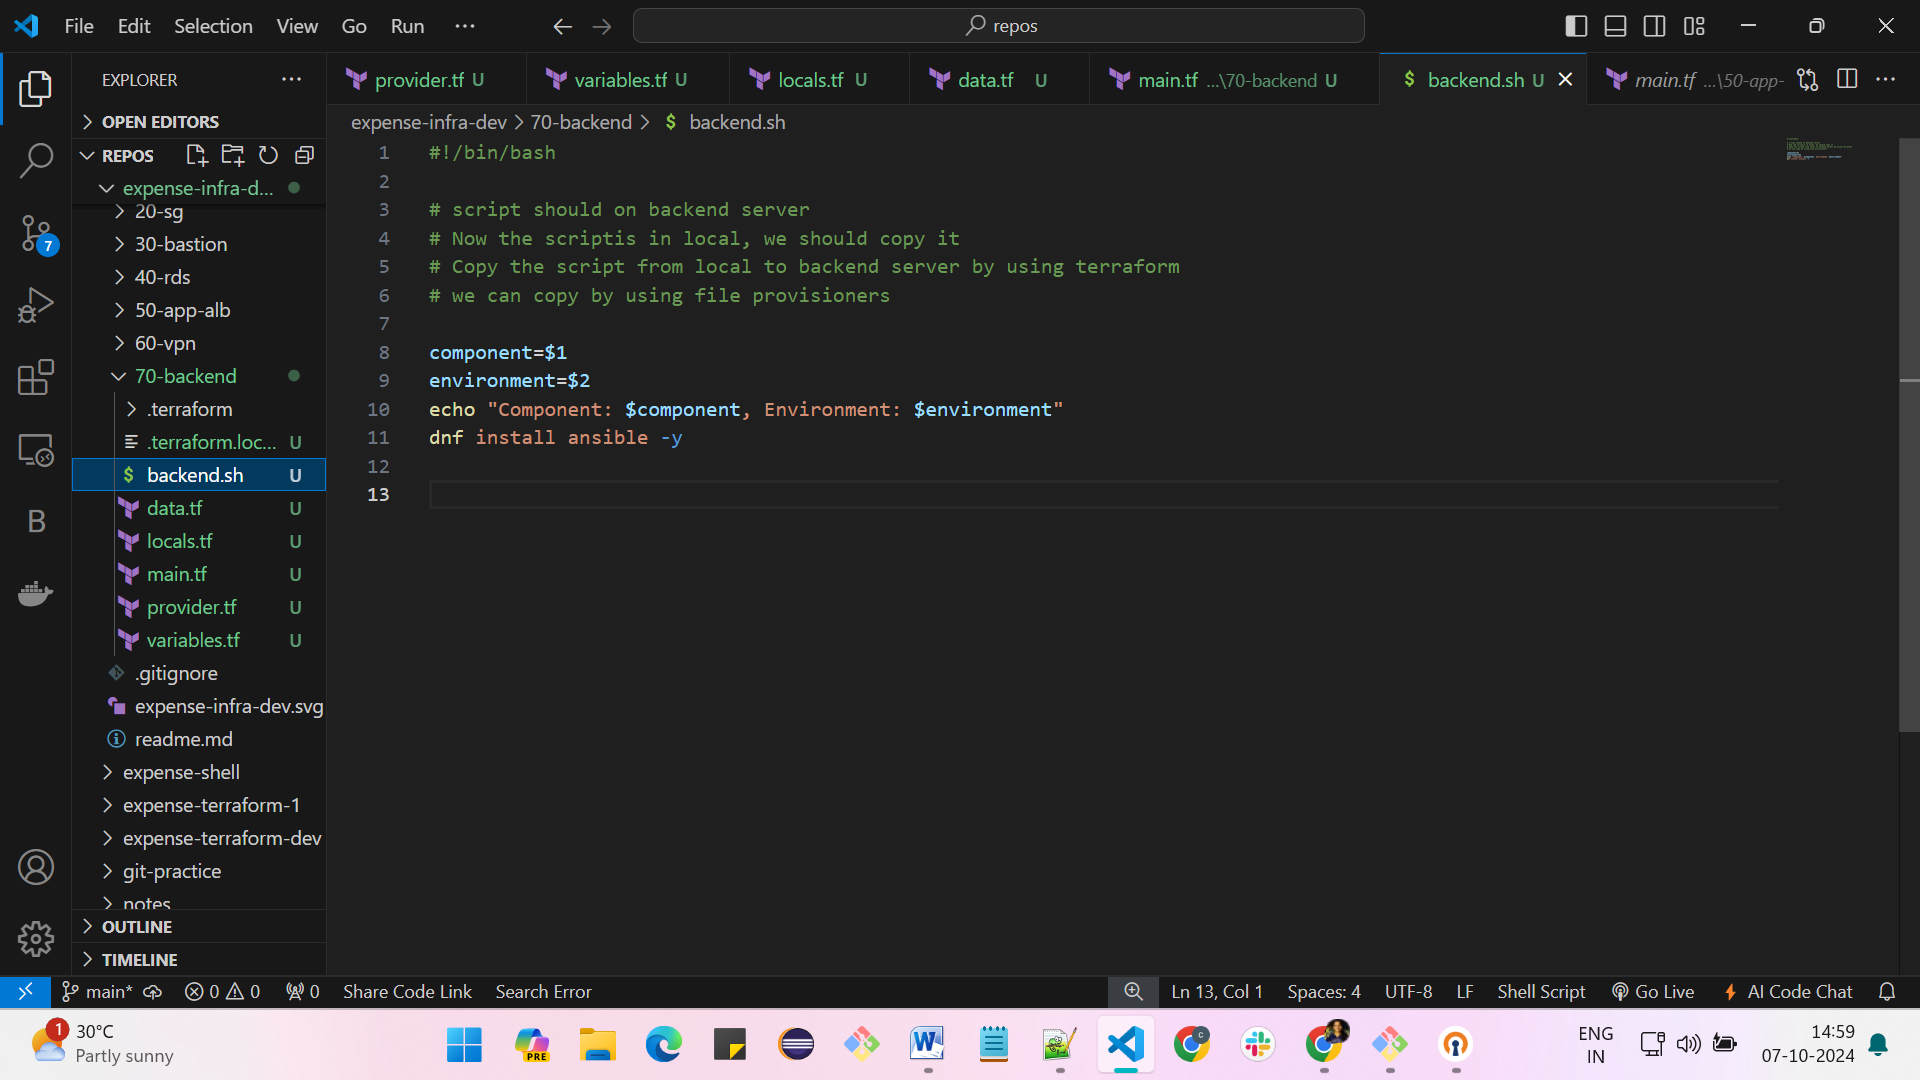 File Edit Selection View Go Run ···
repos
EXPLORER ···
OPEN EDITORS
REPOS
expense-infra-d...
20-sg
30-bastion
40-rds
50-app-alb
60-vpn
70-backend
.terraform
.terraform.loc... U
$ backend.sh U
data.tf U
locals.tf U
main.tf U
provider.tf U
variables.tf U
.gitignore
expense-infra-dev.svg
readme.md
expense-shell
expense-terraform-1
expense-terraform-dev
git-practice
notes
OUTLINE
TIMELINE
7
B
provider.tf U variables.tf U locals.tf U data.tf U main.tf ...\70-backend U $ backend.sh U main.tf ...\50-app- ···
expense-infra-dev > 70-backend > $ backend.sh
1 #!/bin/bash
2
3 # script should on backend server
4 # Now the scriptis in local, we should copy it
5 # Copy the script from local to backend server by using terraform
6 # we can copy by using file provisioners
7
8 component=$1
9 environment=$2
10 echo "Component: $component, Environment: $environment"
11 dnf install ansible -y
12
13
main* 0 0 0 Share Code Link Search Error Ln 13, Col 1 Spaces: 4 UTF-8 LF Shell Script Go Live AI Code Chat
1 30°C
Partly sunny
PRE
W
C
ENG
IN
14:59
07-10-2024